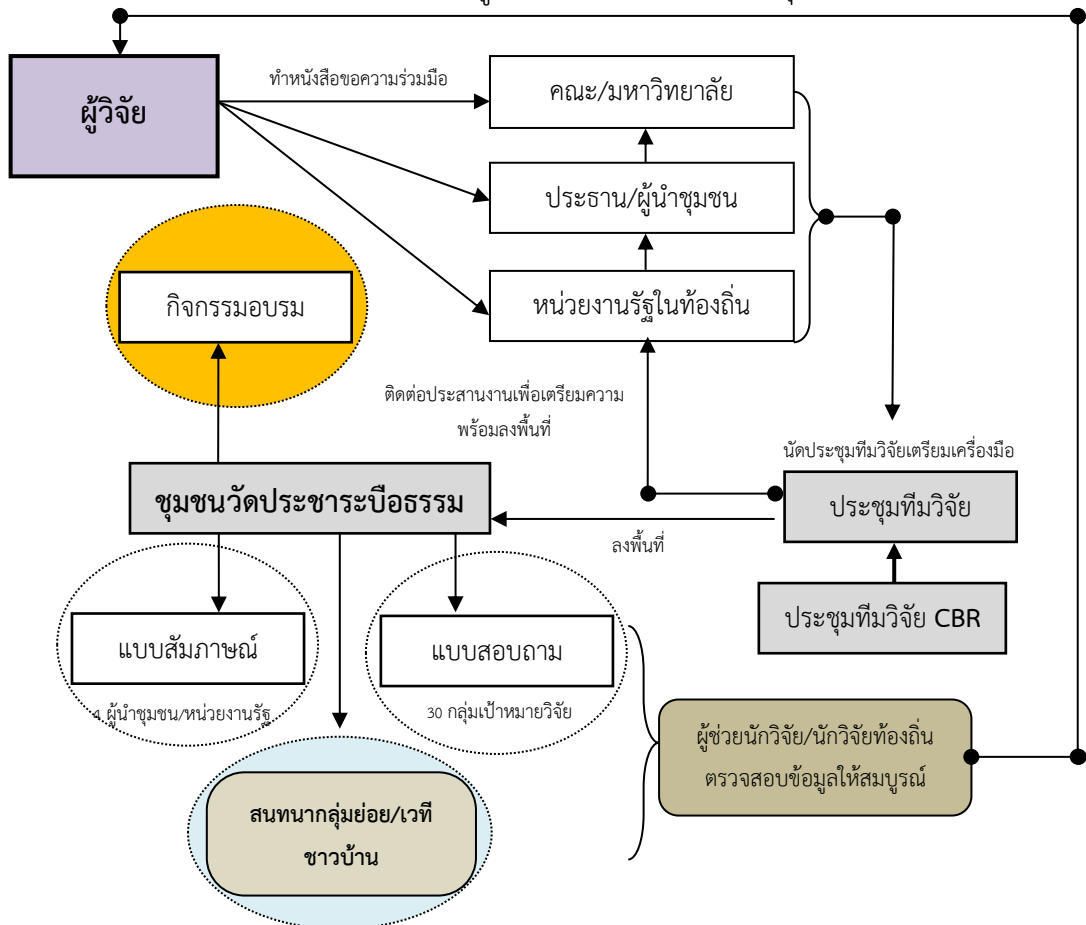 ทำหนังสือขอความร่วมมือ
คณะ/มหาวิทยาลัย
ผู้วิจัย
ประธาน/ผู้นำชุมชน
กิจกรรมอบรม
หน่วยงานรัฐในท้องถิ่น
ติดต่อประสานงานเพื่อเตรียมความ
พร้อมลงพื้นที่
นัดประชุมทีมวิจัยเตรียมเครื่องมือ
ชุมชนวัดประชาระบือธรรม
ประชุมทีมวิจัย
ลงพื้นที่
ประชุมทีมวิจัย CBR
แบบสัมภาษณ์
แบบสอบถาม
ผู้นำชุมชน/หน่วยงานรัฐ
30 กลุ่มเป้าหมายวิจัย
ผู้ช่วยนักวิจัย/นักวิจัยท้องถิ่น
ตรวจสอบข้อมูลให้สมบูรณ์
สนทนากลุ่มย่อย/เวที
ชาวบ้าน